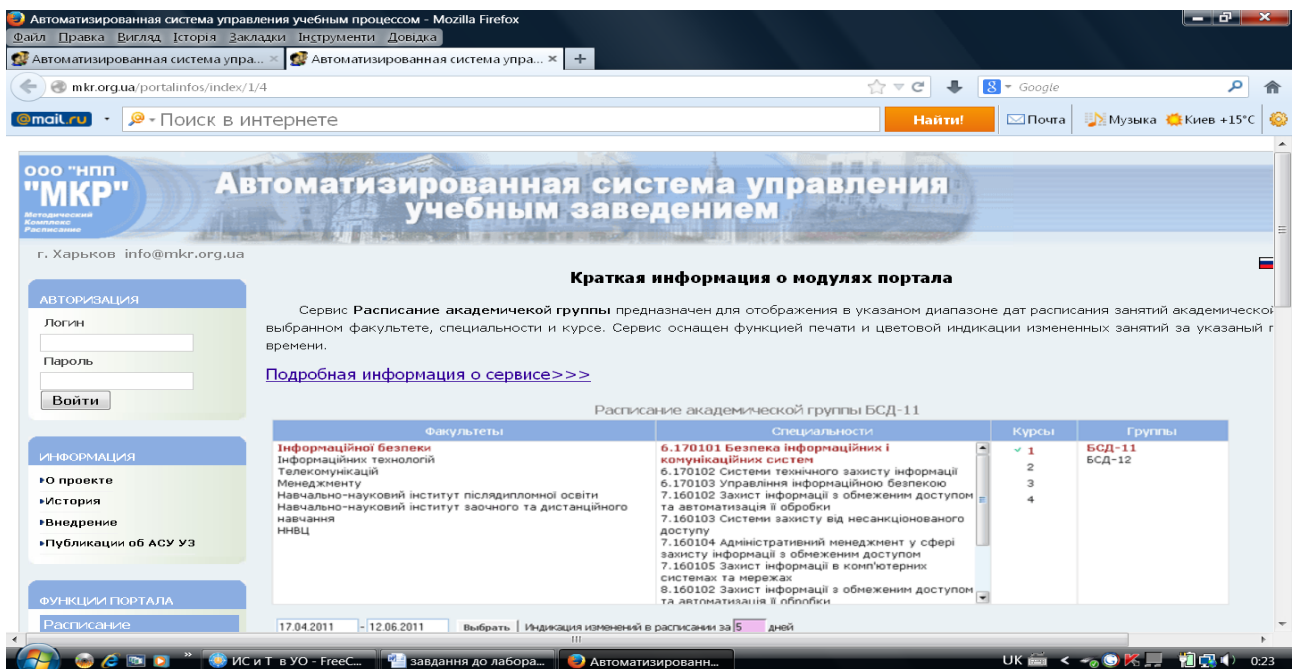 Автоматизированная система управления учебным процессом - Mozilla Firefox
Файл Правка Вигляд Історія Закладки Інструменти Довідка
Автоматизированная система упра... × Автоматизированная система упра... × +
mkr.org.ua/portalinfos/index/1/4 Google
@mail.ru Поиск в интернете Найти! Почта Музыка Киев +15°C
ООО "НПП
"МКР"
Методический
Комплекс
Расписание
Автоматизированная система управления
учебным заведением
г. Харьков info@mkr.org.ua
Краткая информация о модулях портала
АВТОРИЗАЦИЯ
Логин
Пароль
Войти
Сервис Расписание академичекой группы предназначен для отображения в указаном диапазоне дат расписания занятий академической
выбранном факультете, специальности и курсе. Сервис оснащен функцией печати и цветовой индикации измененных занятий за указаный п
времени.
Подробная информация о сервисе>>>
Расписание академической группы БСД-11
Факультеты Специальности Курсы Группы
Інформаційної безпеки
Інформаційних технологій
Телекомунікацій
Менеджменту
Навчально-науковий інститут післядипломної освіти
Навчально-науковий інститут заочного та дистанційного
навчання
ННВЦ
6.170101 Безпека інформаційних і
комунікаційних систем
6.170102 Системи технічного захисту інформації
6.170103 Управління інформаційною безпекою
7.160102 Захист інформації з обмеженим доступом
та автоматизація її обробки
7.160103 Системи захисту від несанкціонованого
доступу
7.160104 Адміністративний менеджмент у сфері
захисту інформації з обмеженим доступом
7.160105 Захист інформації в комп'ютерних
системах та мережах
8.160102 Захист інформації з обмеженим доступом
та автоматизація її обробки
1
2
3
4
БСД-11
БСД-12
ИНФОРМАЦИЯ
О проекте
История
Внедрение
Публикации об АСУ УЗ
ФУНКЦИИ ПОРТАЛА
Расписание
17.04.2011 - 12.06.2011 Выбрать | Индикация изменений в расписании за 5 дней
ИС и Т в УО - FreeC... завдання до лабора... Автоматизированн... UK 0:23